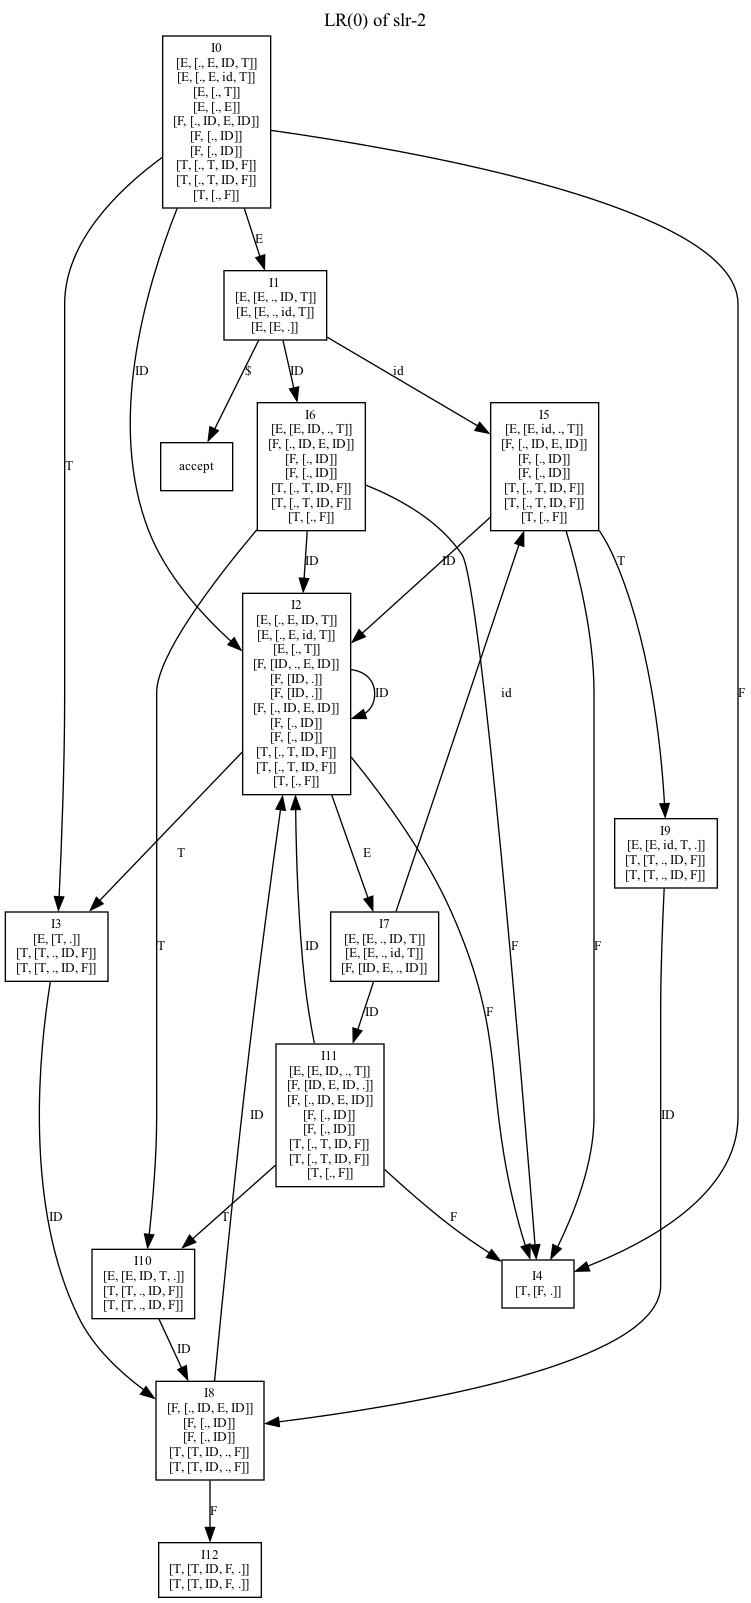 LR(0) of slr-2
I0
[E, [., E, ID, T]]
[E, [., E, id, T]]
[E, [., T]]
[E, [., E]]
[F, [., ID, E, ID]]
[F, [., ID]]
[F, [., ID]]
[T, [., T, ID, F]]
[T, [., T, ID, F]]
[T, [., F]]
E
I1
[E, [E, ., ID, T]]
[E, [E, ., id, T]]
[E, [E, .]]
ID
$
ID
id
T
accept
I6
[E, [E, ID, ., T]]
[F, [., ID, E, ID]]
[F, [., ID]]
[F, [., ID]]
[T, [., T, ID, F]]
[T, [., T, ID, F]]
[T, [., F]]
I5
[E, [E, id, ., T]]
[F, [., ID, E, ID]]
[F, [., ID]]
[F, [., ID]]
[T, [., T, ID, F]]
[T, [., T, ID, F]]
[T, [., F]]
ID
ID
T
I2
[E, [., E, ID, T]]
[E, [., E, id, T]]
[E, [., T]]
[F, [ID, ., E, ID]]
[F, [ID, .]]
[F, [ID, .]]
[F, [., ID, E, ID]]
[F, [., ID]]
[F, [., ID]]
[T, [., T, ID, F]]
[T, [., T, ID, F]]
[T, [., F]]
ID
id
F
T
E
I9
[E, [E, id, T, .]]
[T, [T, ., ID, F]]
[T, [T, ., ID, F]]
I3
[E, [T, .]]
[T, [T, ., ID, F]]
[T, [T, ., ID, F]]
T
ID
I7
[E, [E, ., ID, T]]
[E, [E, ., id, T]]
[F, [ID, E, ., ID]]
F
F
ID
F
I11
[E, [E, ID, ., T]]
[F, [ID, E, ID, .]]
[F, [., ID, E, ID]]
[F, [., ID]]
[F, [., ID]]
[T, [., T, ID, F]]
[T, [., T, ID, F]]
[T, [., F]]
ID
ID
ID
T
F
I10
[E, [E, ID, T, .]]
[T, [T, ., ID, F]]
[T, [T, ., ID, F]]
I4
[T, [F, .]]
ID
I8
[F, [., ID, E, ID]]
[F, [., ID]]
[F, [., ID]]
[T, [T, ID, ., F]]
[T, [T, ID, ., F]]
F
I12
[T, [T, ID, F, .]]
[T, [T, ID, F, .]]